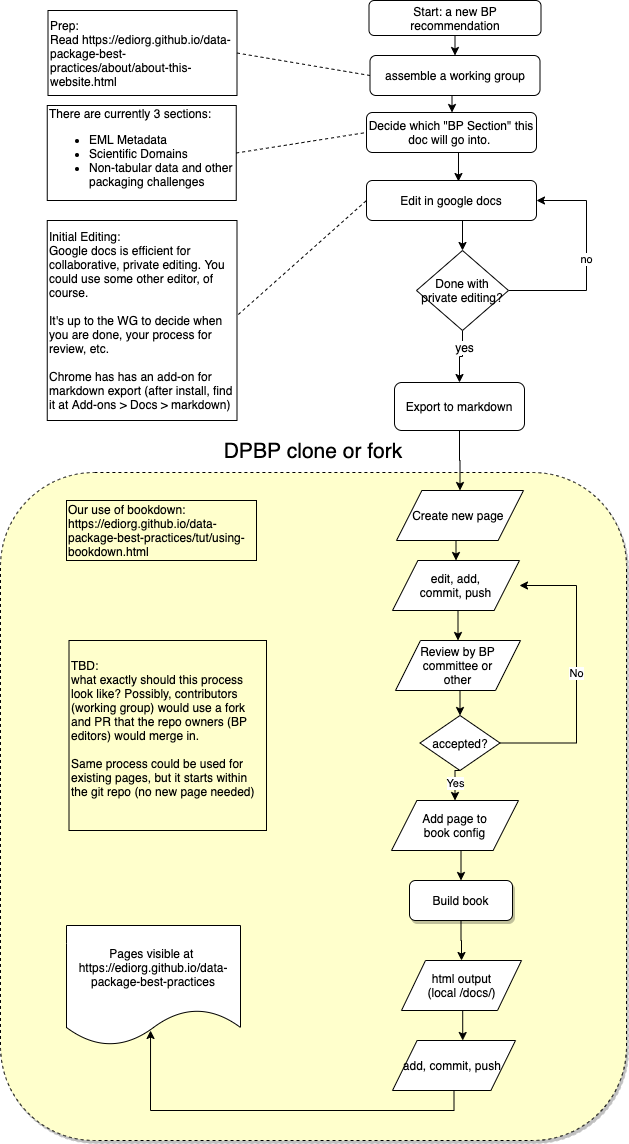 Start: a new BP
recommendation
Prep:
Read https://ediorg.github.io/data-
package-best-
practices/about/about-this-
website.html
assemble a working group
There are currently 3 sections:
• EML Metadata
• Scientific Domains
• Non-tabular data and other
packaging challenges
Decide which "BP Section" this
doc will go into.
Edit in google docs
Initial Editing:
Google docs is efficient for
collaborative, private editing. You
could use some other editor, of
course.
It's up to the WG to decide when
you are done, your process for
review, etc.
Chrome has has an add-on for
markdown export (after install, find
it at Add-ons > Docs > markdown)
no
Done with
private editing?
yes
Export to markdown
DPBP clone or fork
Our use of bookdown:
https://ediorg.github.io/data-
package-best-practices/tut/using-
bookdown.html
Create new page
edit, add,
commit, push
TBD:
what exactly should this process
look like? Possibly, contributors
(working group) would use a fork
and PR that the repo owners (BP
editors) would merge in.
Same process could be used for
existing pages, but it starts within
the git repo (no new page needed)
Review by BP
committee or
other
No
accepted?
Yes
Add page to
book config
Build book
Pages visible at
https://ediorg.github.io/data-
package-best-practices
html output
(local /docs/)
add, commit, push